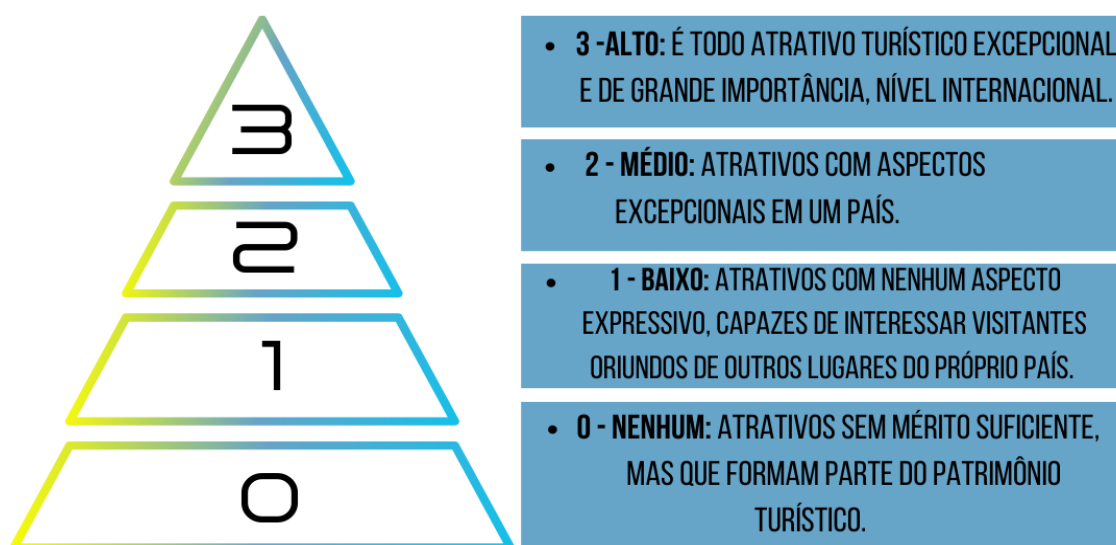 3
• 3 -ALTO: É TODO ATRATIVO TURÍSTICO EXCEPCIONAL
E DE GRANDE IMPORTÂNCIA, NÍVEL INTERNACIONAL.
2
• 2 - MÉDIO: ATRATIVOS COM ASPECTOS
EXCEPCIONAIS EM UM PAÍS.
1
• 1 - BAIXO: ATRATIVOS COM NENHUM ASPECTO
EXPRESSIVO, CAPAZES DE INTERESSAR VISITANTES
ORIUNDOS DE OUTROS LUGARES DO PRÓPRIO PAÍS.
0
• 0 - NENHUM: ATRATIVOS SEM MÉRITO SUFICIENTE,
MAS QUE FORMAM PARTE DO PATRIMÔNIO
TURÍSTICO.